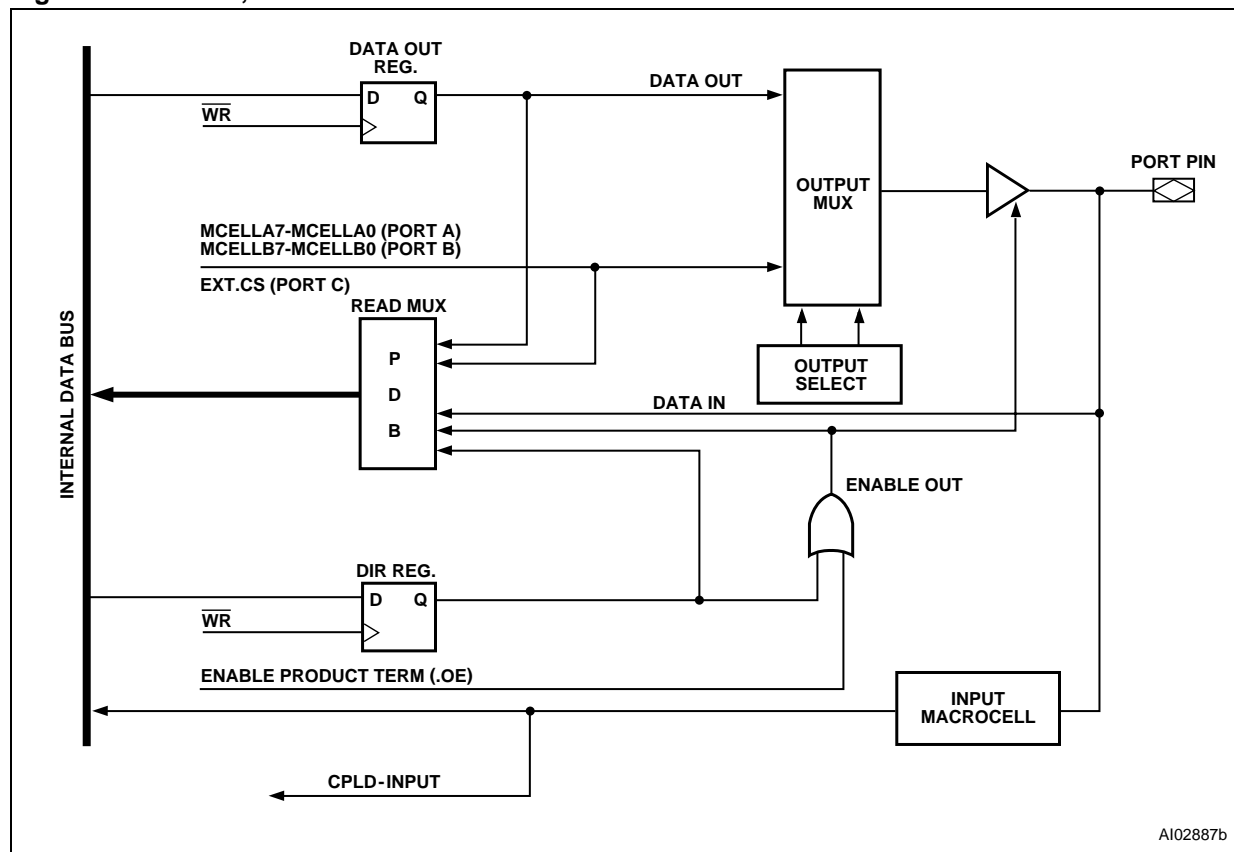 DATA OUT
REG.
D Q
WR
DATA OUT
OUTPUT
MUX
PORT PIN
MCELLA7-MCELLA0 (PORT A)
MCELLB7-MCELLB0 (PORT B)
EXT.CS (PORT C)
READ MUX
P
D
B
OUTPUT
SELECT
DATA IN
ENABLE OUT
INTERNAL DATA BUS
DIR REG.
D Q
WR
ENABLE PRODUCT TERM (.OE)
INPUT
MACROCELL
CPLD-INPUT
AI02887b